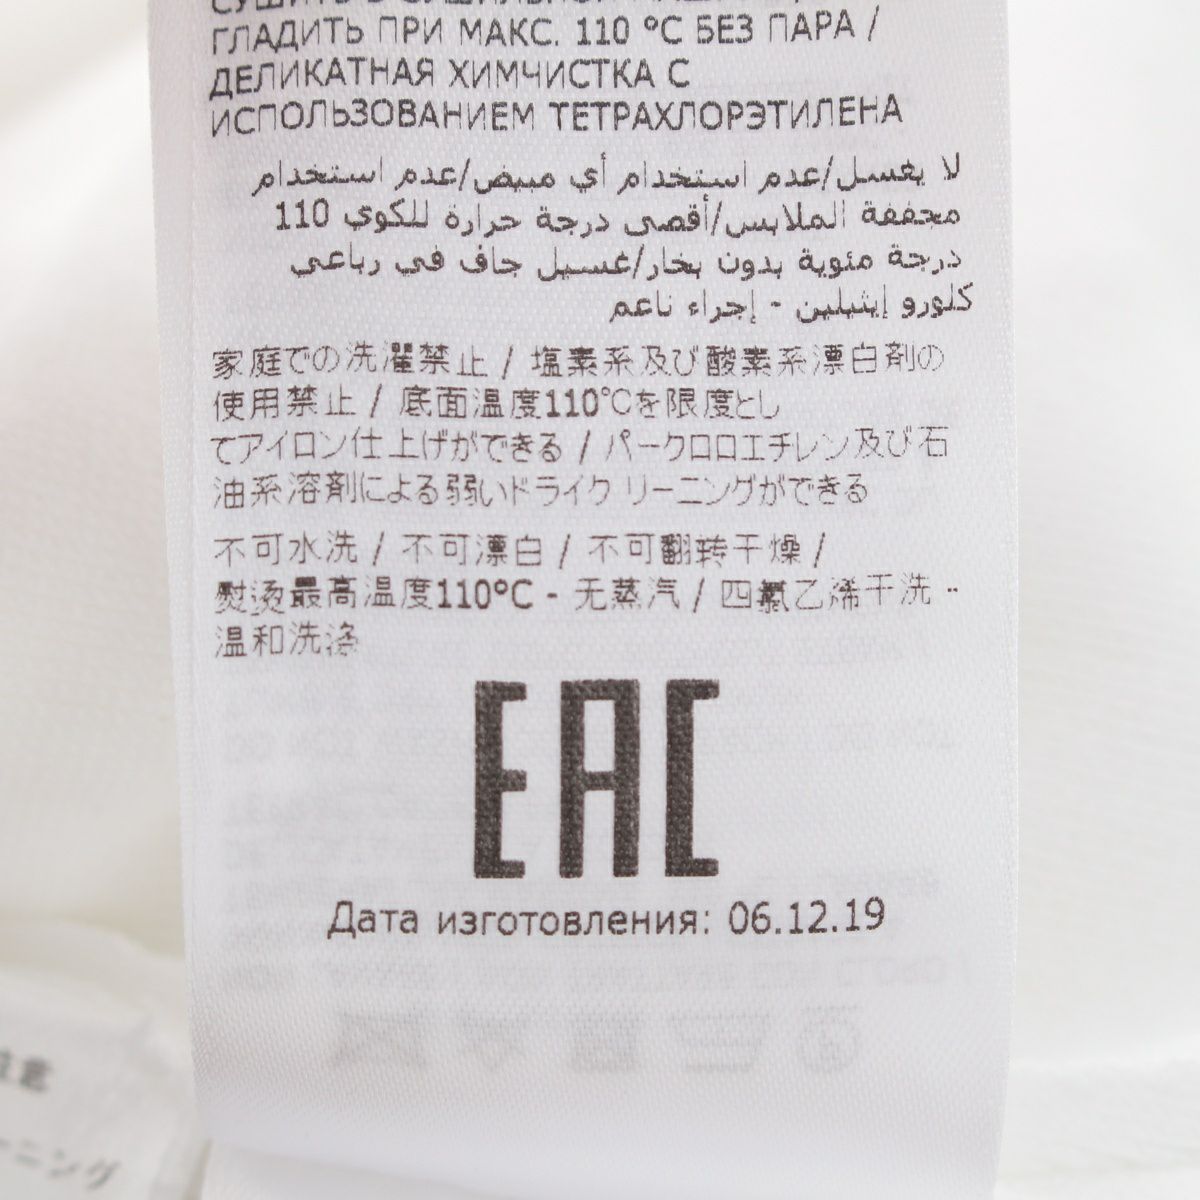 ГЛАДИТЬ ПРИ МАКС. 110 °C БЕЗ ПАРА /
ДЕЛИКАТНАЯ ХИМЧИСТКА С
ИСПОЛЬЗОВАНИЕМ ТЕТРАХЛОРЭТИЛЕНА
لا يغسل/عدم استخدام أي مبيض/عدم استخدام
مجففة الملابس/أقصى درجة حرارة للكوي 110
درجة مئوية بدون بخار/غسيل جاف في رباعي
كلورو إيثيلين - إجراء ناعم
家庭での洗濯禁止 / 塩素系及び酸素系漂白剤の
使用禁止 / 底面温度110℃を限度とし
てアイロン仕上げができる / パークロロエチレン及び石
油系溶剤による弱いドライクリーニングができる
不可水洗 / 不可漂白 / 不可翻转干燥 /
熨烫最高温度110°C - 无蒸汽 / 四氯乙烯干洗 -
温和洗涤
EAC
Дата изготовления: 06.12.19
ーニング